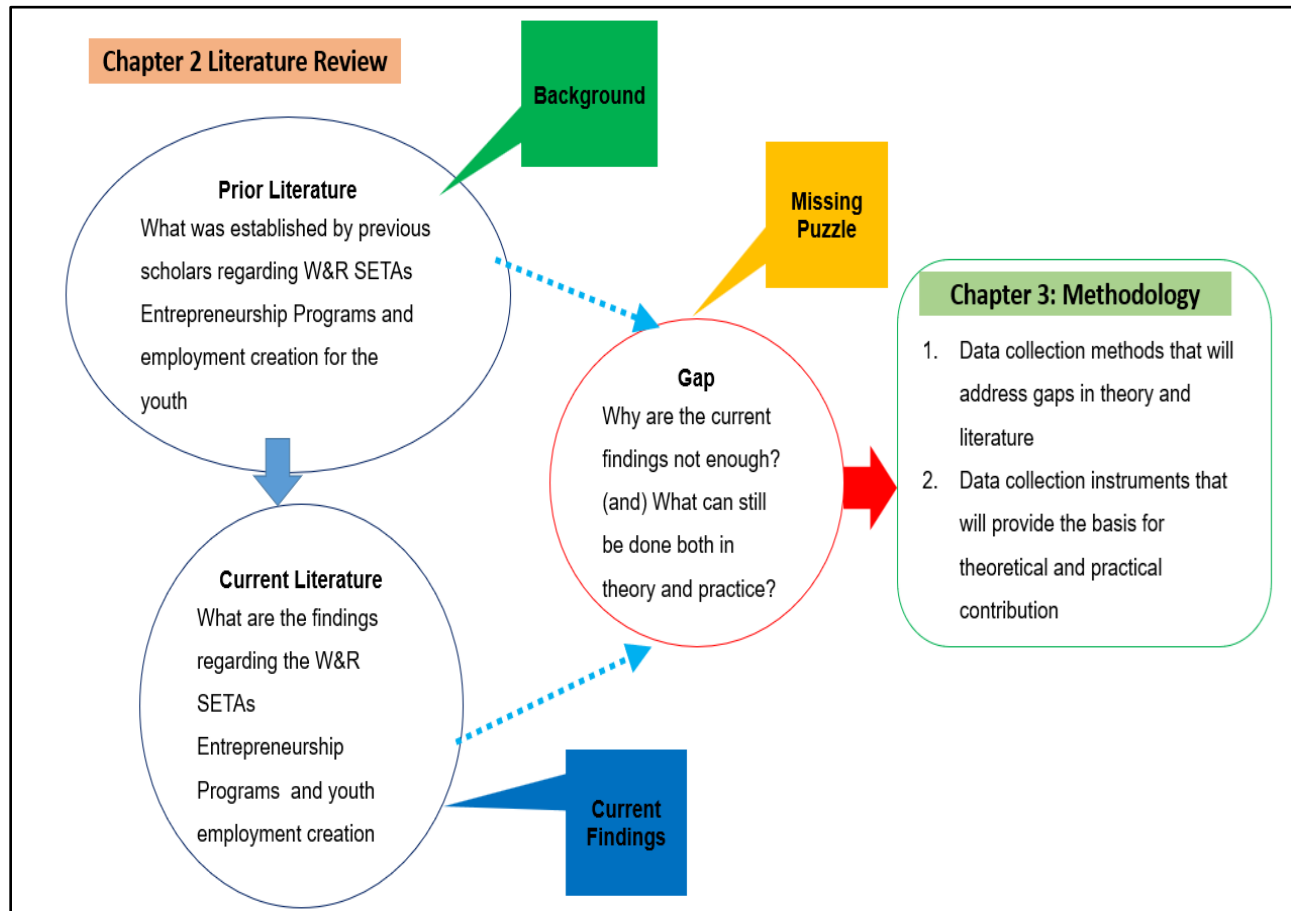 Chapter 2 Literature Review
Background
Prior Literature
What was established by previous
scholars regarding W&R SETAs
Entrepreneurship Programs and
employment creation for the
youth
Missing
Puzzle
Gap
Why are the current
findings not enough?
(and) What can still
be done both in
theory and practice?
Chapter 3: Methodology
1. Data collection methods that will
address gaps in theory and
literature
2. Data collection instruments that
will provide the basis for
theoretical and practical
contribution
Current Literature
What are the findings
regarding the W&R
SETAs
Entrepreneurship
Programs and youth
employment creation
Current
Findings